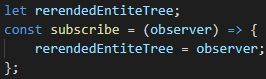 let rerendedEntiteTree;
const subscribe = (observer) => {
    rerendedEntiteTree = observer;
};